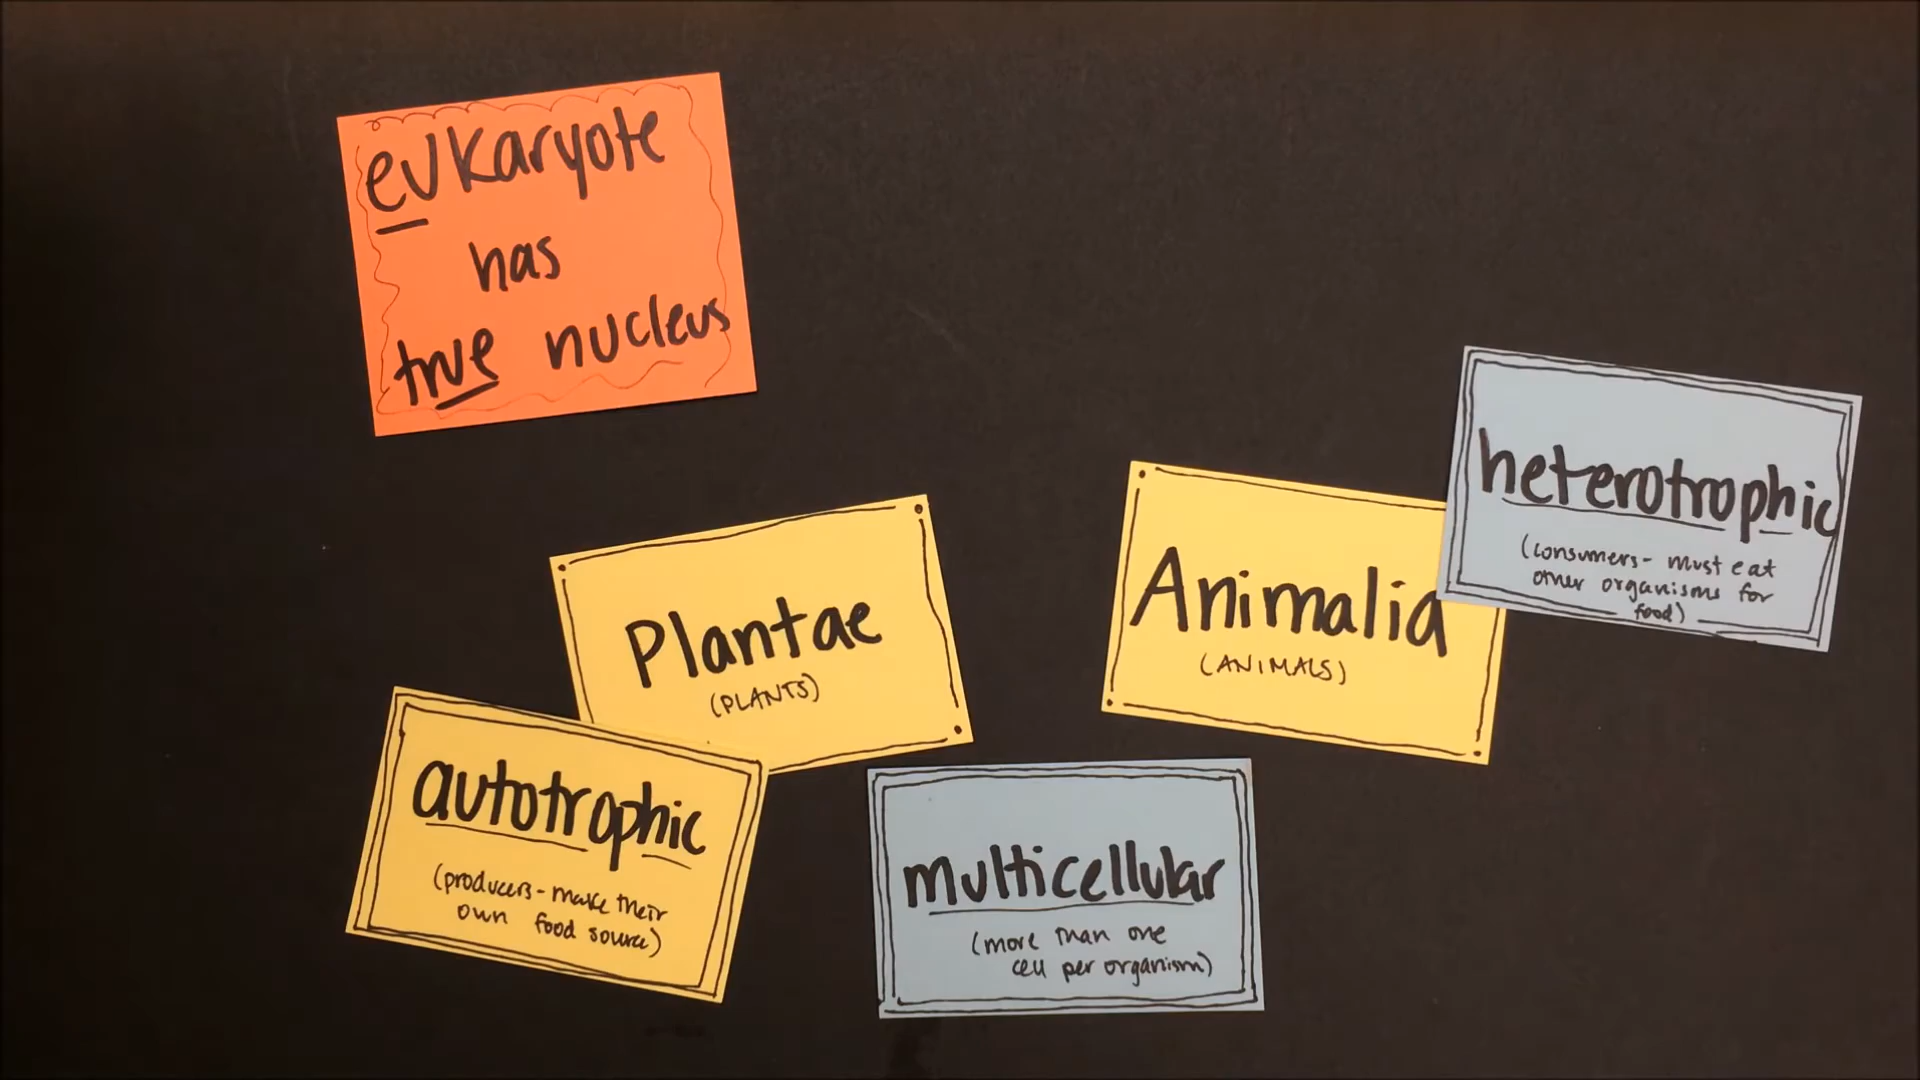 eukaryote
has
true nucleus
Plantae
(PLANTS)
Animalia
(ANIMALS)
heterotrophic
(consumers- must eat
other organisms for
food)
autotrophic
(producers- make their
own food source)
multicellular
(more than one
cell per organism)